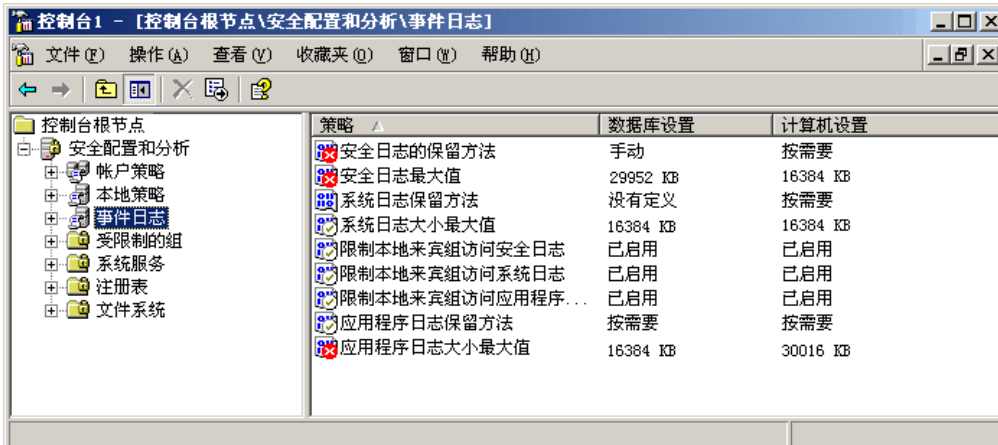 控制台1 - [控制台根节点\安全配置和分析\事件日志]
文件(F) 操作(A) 查看(V) 收藏夹(O) 窗口(W) 帮助(H)
控制台根节点
安全配置和分析
帐户策略
本地策略
事件日志
受限制的组
系统服务
注册表
文件系统
策略 数据库设置 计算机设置
安全日志的保留方法 手动 按需要
安全日志最大值 29952 KB 16384 KB
系统日志保留方法 没有定义 按需要
系统日志大小最大值 16384 KB 16384 KB
限制本地来宾组访问安全日志 已启用 已启用
限制本地来宾组访问系统日志 已启用 已启用
限制本地来宾组访问应用程序... 已启用 已启用
应用程序日志保留方法 按需要 按需要
应用程序日志大小最大值 16384 KB 30016 KB